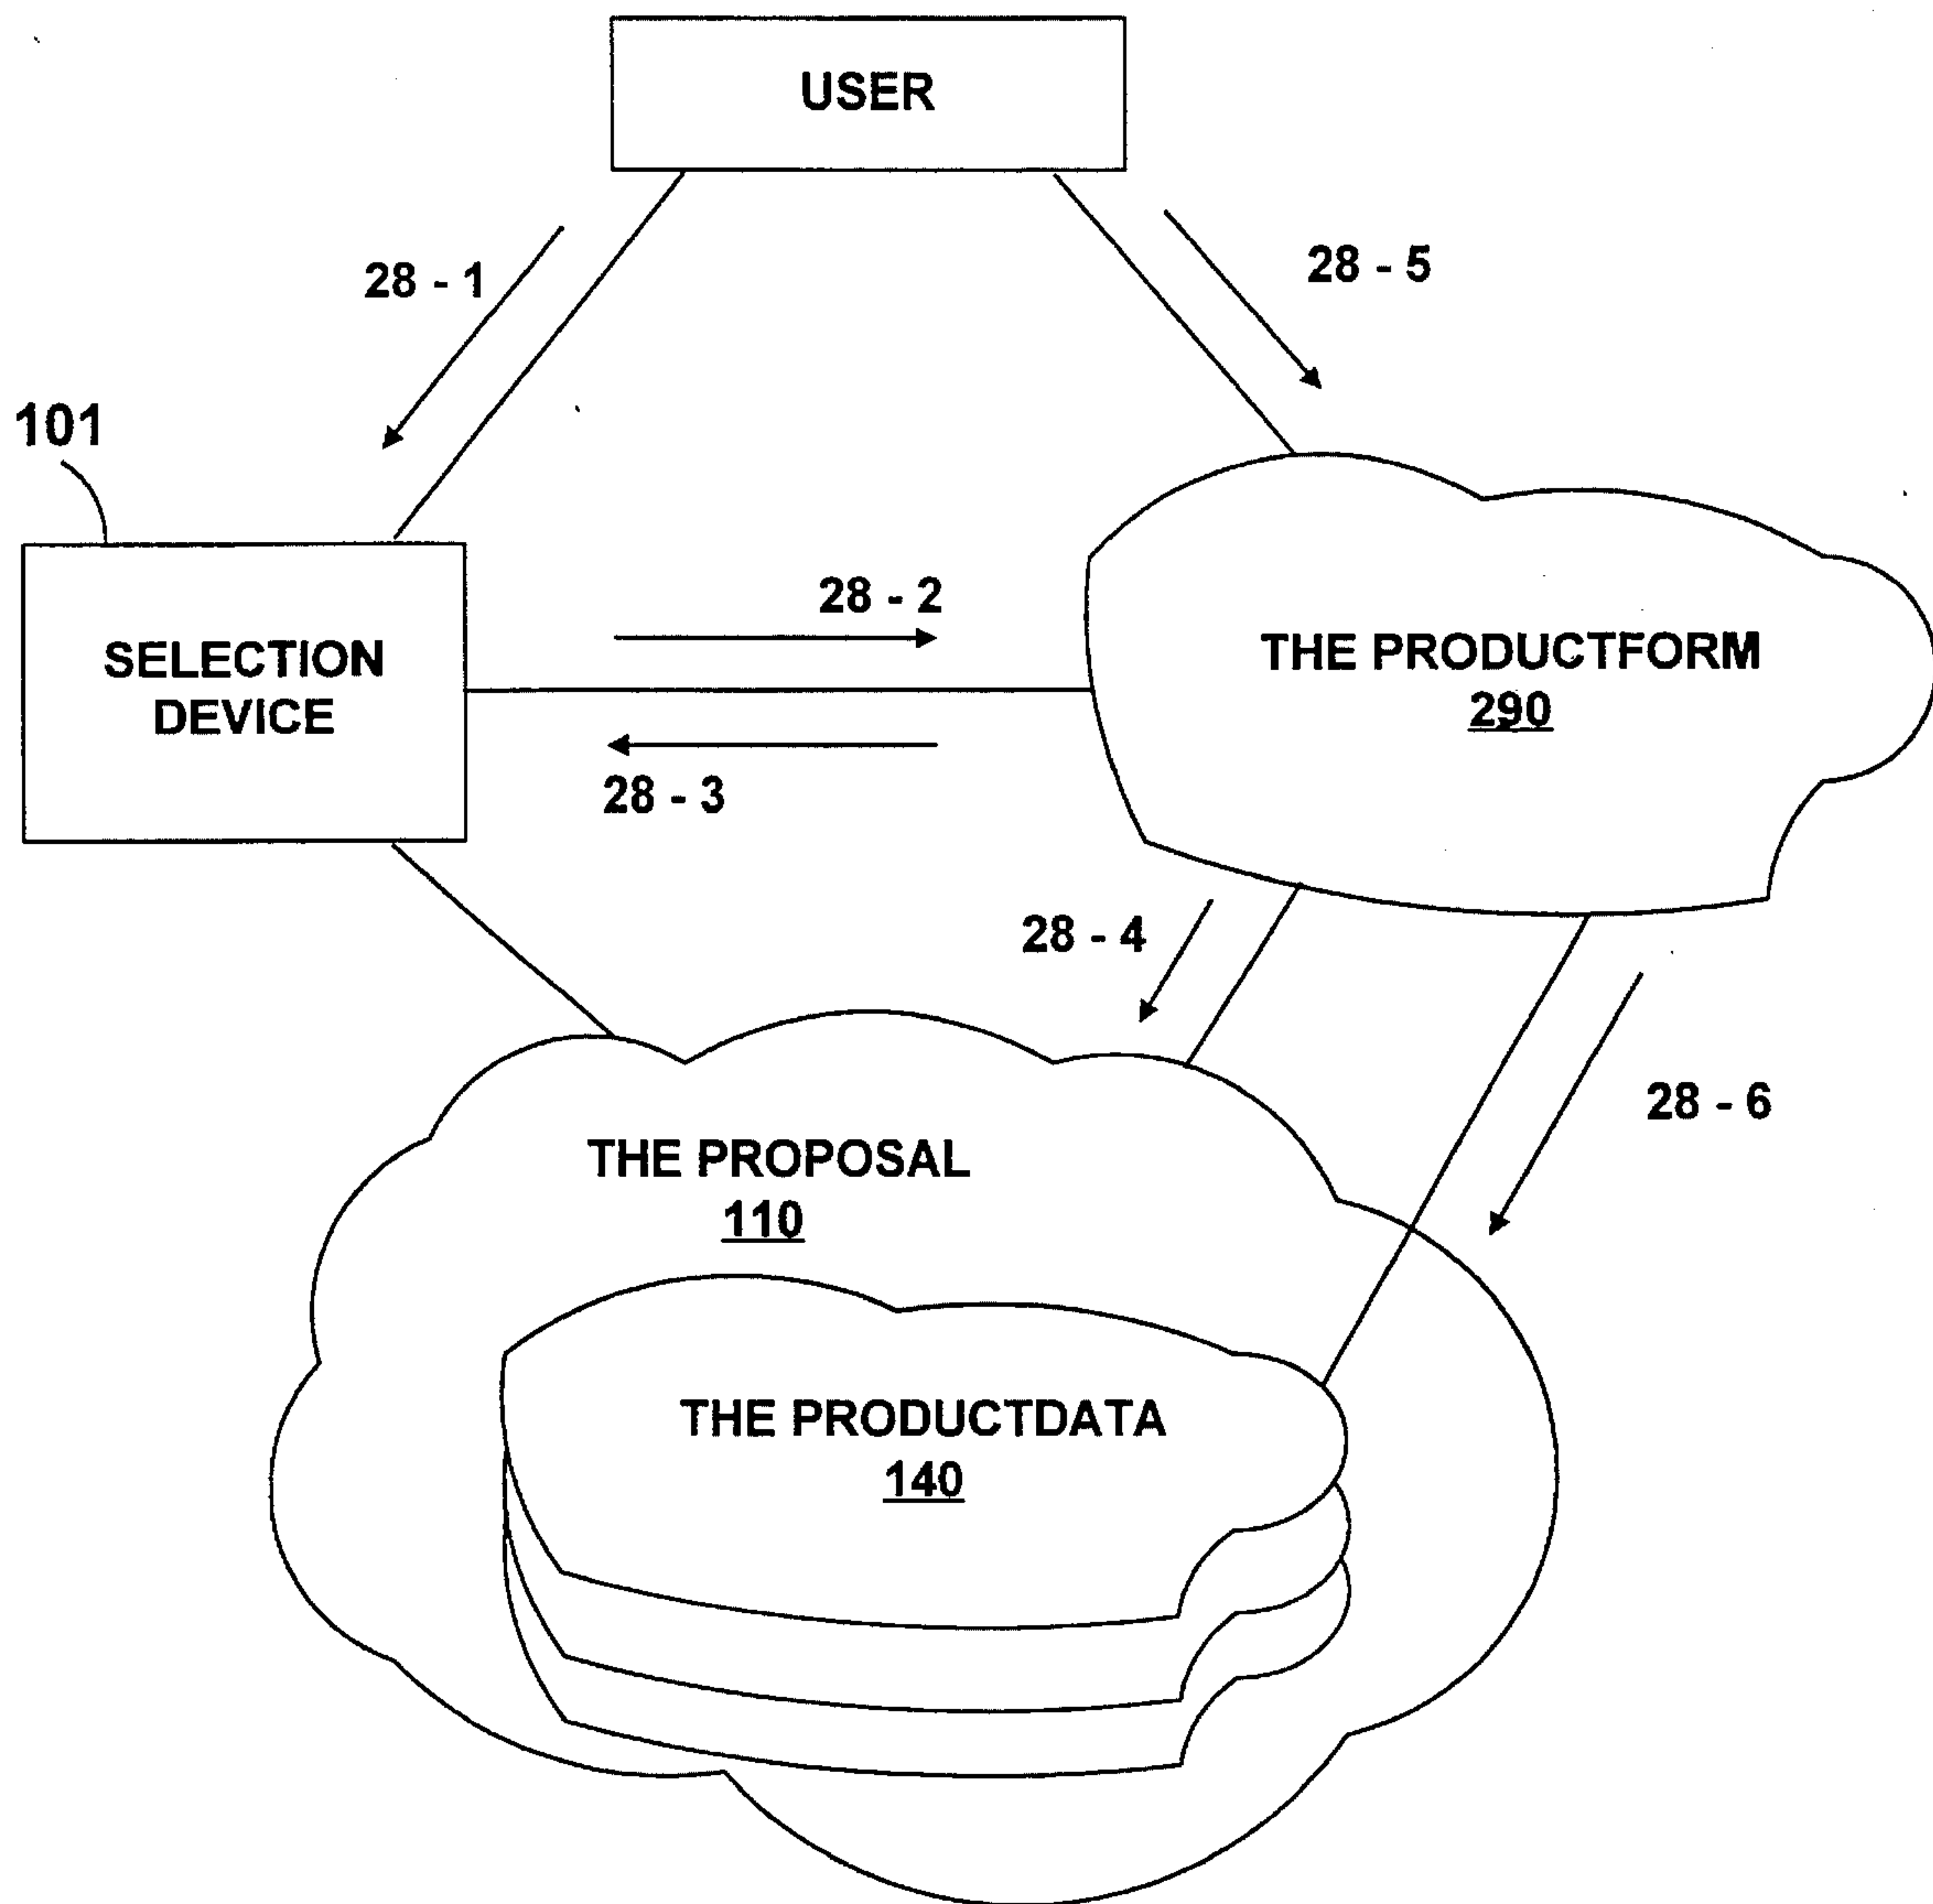 USER
28 - 1
28 - 5
101
28 - 2
SELECTION
DEVICE
THE PRODUCTFORM
290
28 - 3
28 - 4
28 - 6
THE PROPOSAL
110
THE PRODUCTDATA
140